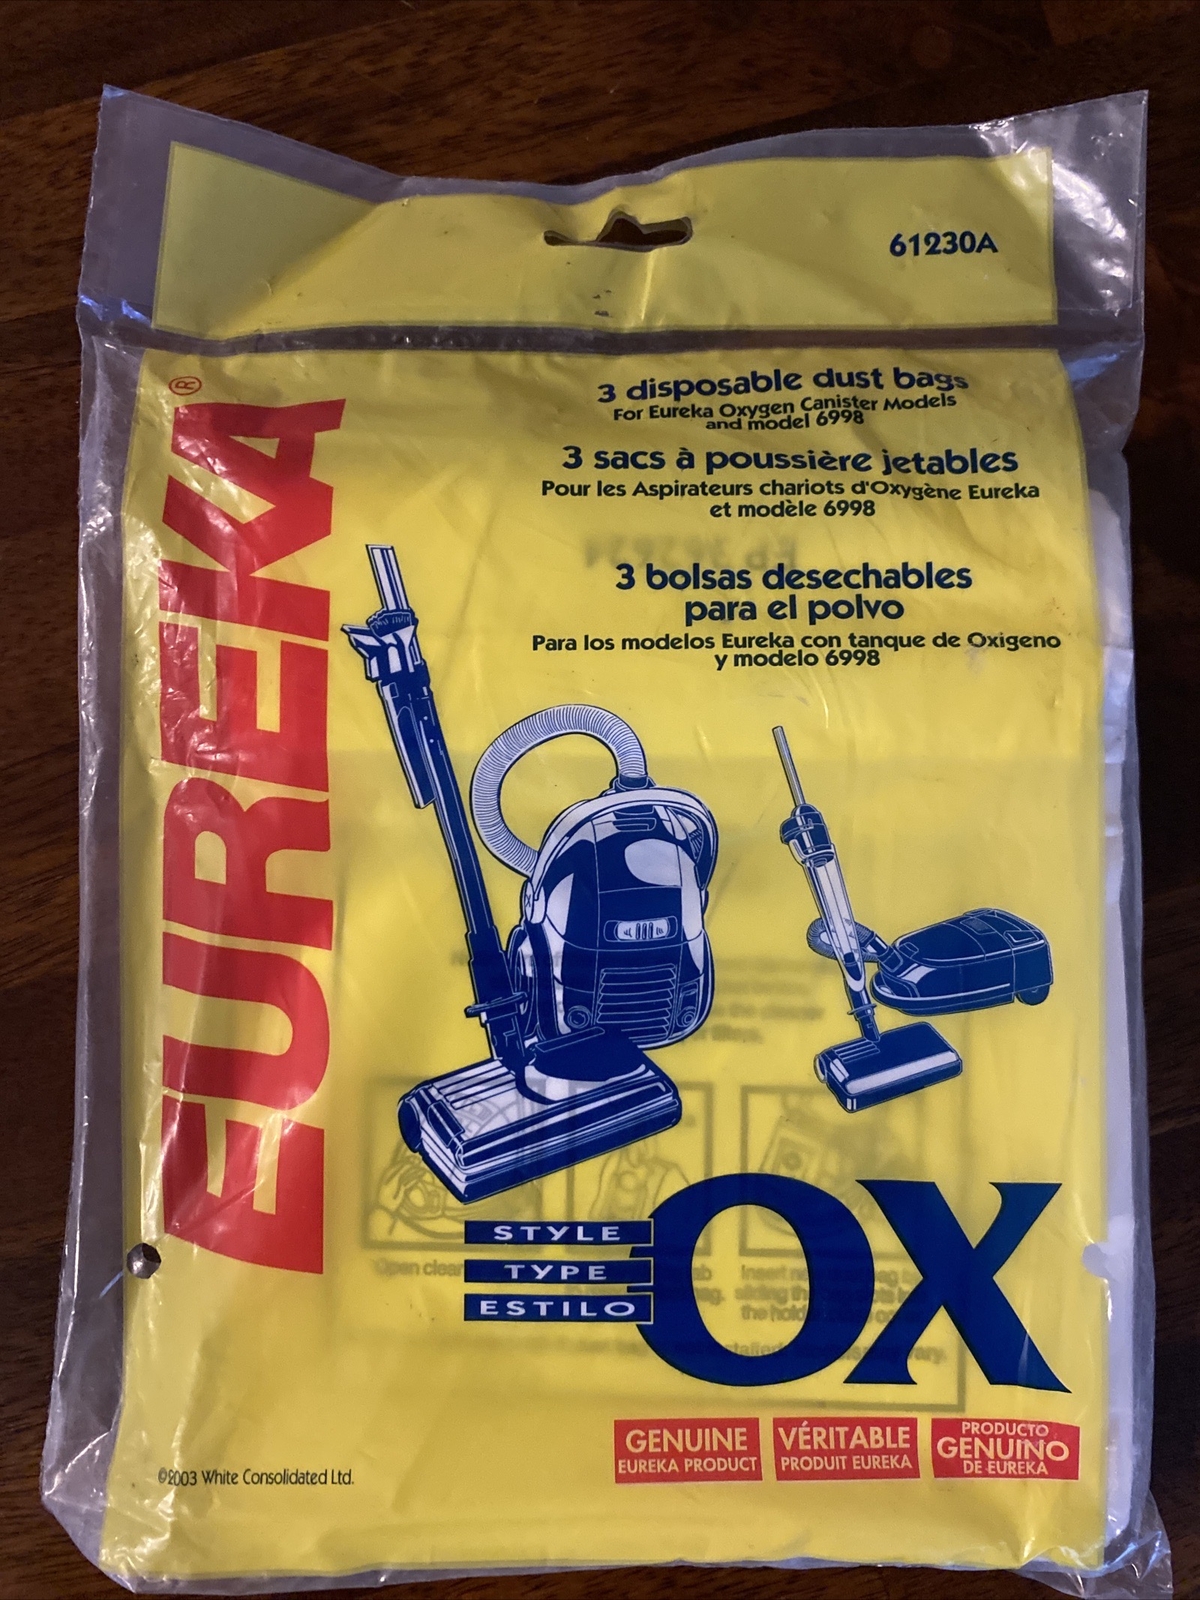 61230A
EUREKA®
3 disposable dust bags
For Eureka Oxygen Canister Models
and model 6998
3 sacs à poussière jetables
Pour les Aspirateurs chariots d'Oxygène Eureka
et modèle 6998
3 bolsas desechables
para el polvo
Para los modelos Eureka con tanque de Oxigeno
y modelo 6998
STYLE
TYPE
ESTILO
OX
GENUINE
EUREKA PRODUCT
VÉRITABLE
PRODUIT EUREKA
PRODUCTO
GENUINO
DE EUREKA
©2003 White Consolidated Ltd.